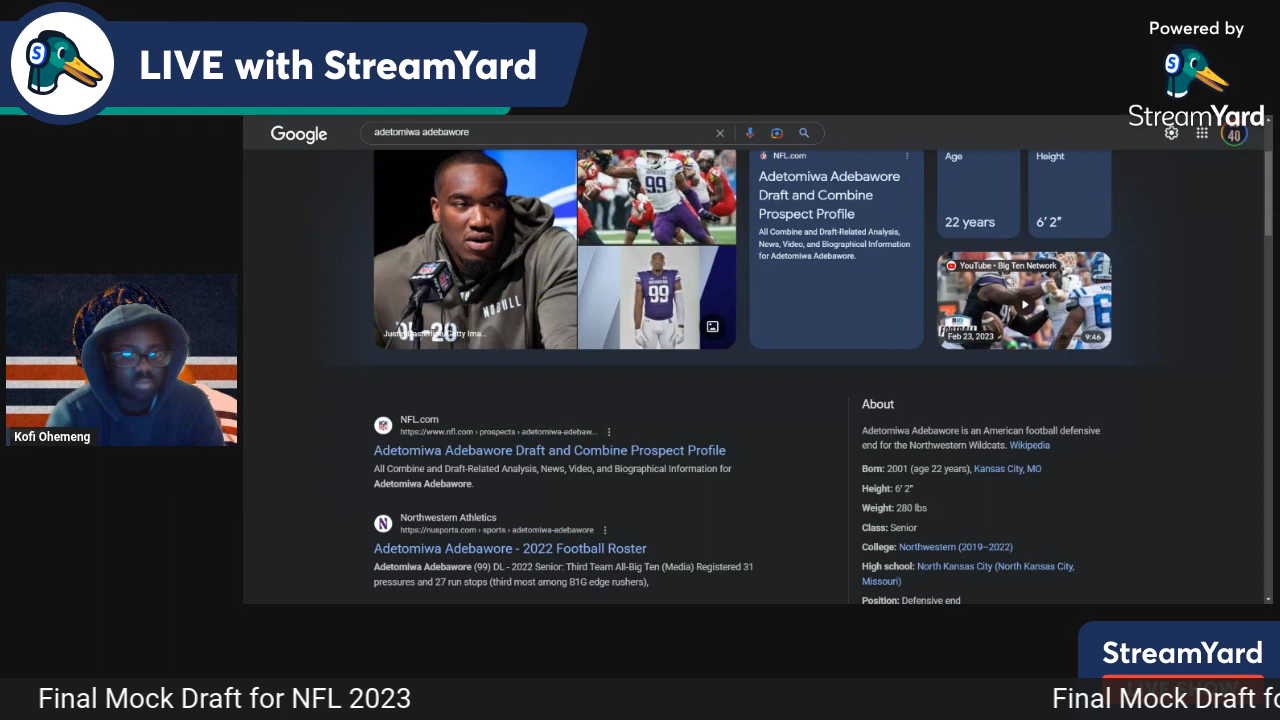 LIVE with StreamYard
Powered by
StreamYard
Google
adetomiwa adebawore
40
NFL.com
Adetomiwa Adebawore
Draft and Combine
Prospect Profile
All Combine and Draft-Related Analysis,
News, Video, and Biographical Information
for Adetomiwa Adebawore.
Age
22 years
Height
6' 2"
YouTube • Big Ten Network
Feb 23, 2023
9:46
99
99
NOBULL
NFL.com
https://www.nfl.com › prospects › adetomiwa-adebaw...
Adetomiwa Adebawore Draft and Combine Prospect Profile
All Combine and Draft-Related Analysis, News, Video, and Biographical Information for
Adetomiwa Adebawore.
Northwestern Athletics
https://nusports.com › sports › adetomiwa-adebawore
Adetomiwa Adebawore - 2022 Football Roster
Adetomiwa Adebawore (99) DL - 2022 Senior: Third Team All-Big Ten (Media) Registered 31
pressures and 27 run stops (third most among B1G edge rushers),
About
Adetomiwa Adebawore is an American football defensive
end for the Northwestern Wildcats. Wikipedia
Born: 2001 (age 22 years), Kansas City, MO
Height: 6' 2"
Weight: 280 lbs
Class: Senior
College: Northwestern (2019–2022)
High school: North Kansas City (North Kansas City,
Missouri)
Position: Defensive end
Kofi Ohemeng
StreamYard
Final Mock Draft for NFL 2023
Final Mock Draft fo